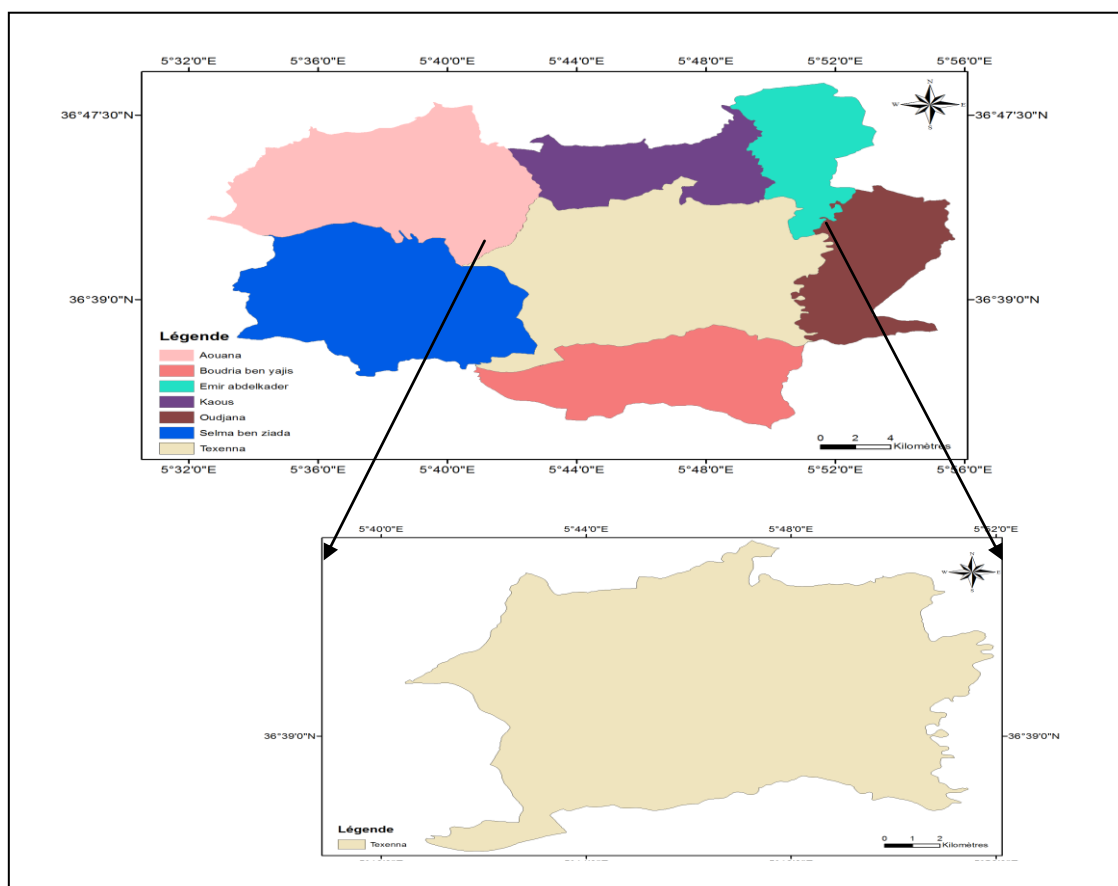 5°32'0"E 5°36'0"E 5°40'0"E 5°44'0"E 5°48'0"E 5°52'0"E 5°56'0"E
N
W E
S
36°47'30"N 36°47'30"N
36°39'0"N 36°39'0"N
Légende
Aouana
Boudria ben yajis
Emir abdelkader
Kaous
Oudjana
Selma ben ziada
Texenna
0 2 4
Kilomètres
5°32'0"E 5°36'0"E 5°40'0"E 5°44'0"E 5°48'0"E 5°52'0"E 5°56'0"E
5°40'0"E 5°44'0"E 5°48'0"E
N
W E
S
36°39'0"N 36°39'0"N
Légende
Texenna
0 1 2
Kilomètres